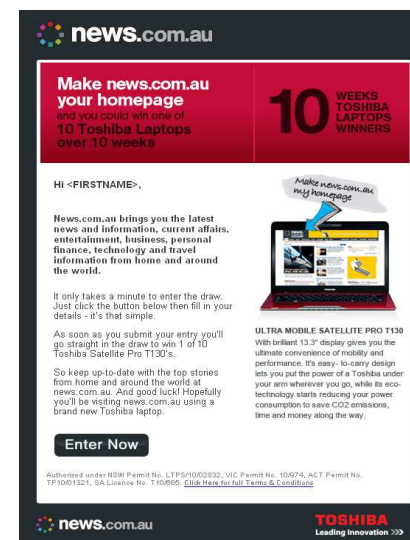 news.com.au
Make news.com.au
your homepage
and you could win one of
10 Toshiba Laptops
over 10 weeks
10 WEEKS
TOSHIBA
LAPTOPS
WINNERS
Hi <FIRSTNAME>,
News.com.au brings you the latest
news and information, current affairs,
entertainment, business, personal
finance, technology and travel
information from home and around
the world.
It only takes a minute to enter the draw.
Just click the button below then fill in your
details - it's that simple.
As soon as you submit your entry you'll
go straight in the draw to win 1 of 10
Toshiba Satellite Pro T130's.
So keep up-to-date with the top stories
from home and around the world at
news.com.au. And good luck! Hopefully
you'll be visiting news.com.au using a
brand new Toshiba laptop.
Enter Now
Make news.com.au
my homepage
ULTRA MOBILE SATELLITE PRO T130
With brilliant 13.3" display gives you the
ultimate convenience of mobility and
performance. It's easy- to-carry design
lets you put the power of a Toshiba under
your arm wherever you go, while its eco-
technology starts reducing your power
consumption to save CO2 emissions,
time and money along the way.
Authorised under NSW Permit No. LTPS/10/02832, VIC Permit No. 10/974, ACT Permit No.
TP10/01321, SA Licence No. T10/685. Click Here for full Terms & Conditions
news.com.au
TOSHIBA
Leading Innovation >>>